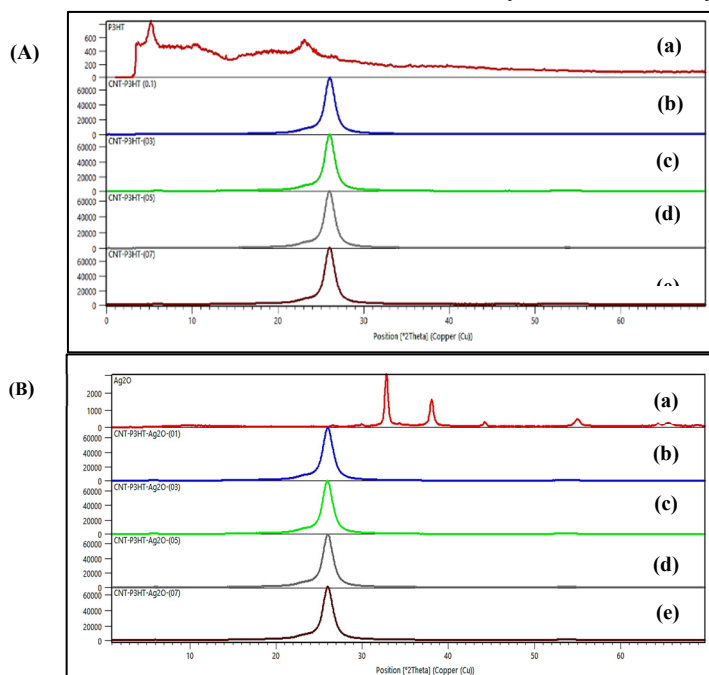 (A)
P3HT
(a)
600
400
200
0
CNT-P3HT (0.1)
(b)
60000
40000
20000
0
CNT-P3HT-(03)
(c)
60000
40000
20000
0
CNT-P3HT-(05)
(d)
60000
40000
20000
0
CNT-P3HT-(07)
60000
40000
20000
0
0 10 20 30 40 50 60
Position [°2Theta] (Copper (Cu))
(B)
Ag2O
(a)
2000
1000
0
CNT-P3HT-Ag2O-(01)
(b)
60000
40000
20000
0
CNT-P3HT-Ag2O-(03)
(c)
60000
40000
20000
0
CNT-P3HT-Ag2O-(05)
(d)
60000
40000
20000
0
CNT-P3HT-Ag2O-(07)
(e)
60000
40000
20000
0
10 20 30 40 50 60
Position [°2Theta] (Copper (Cu))